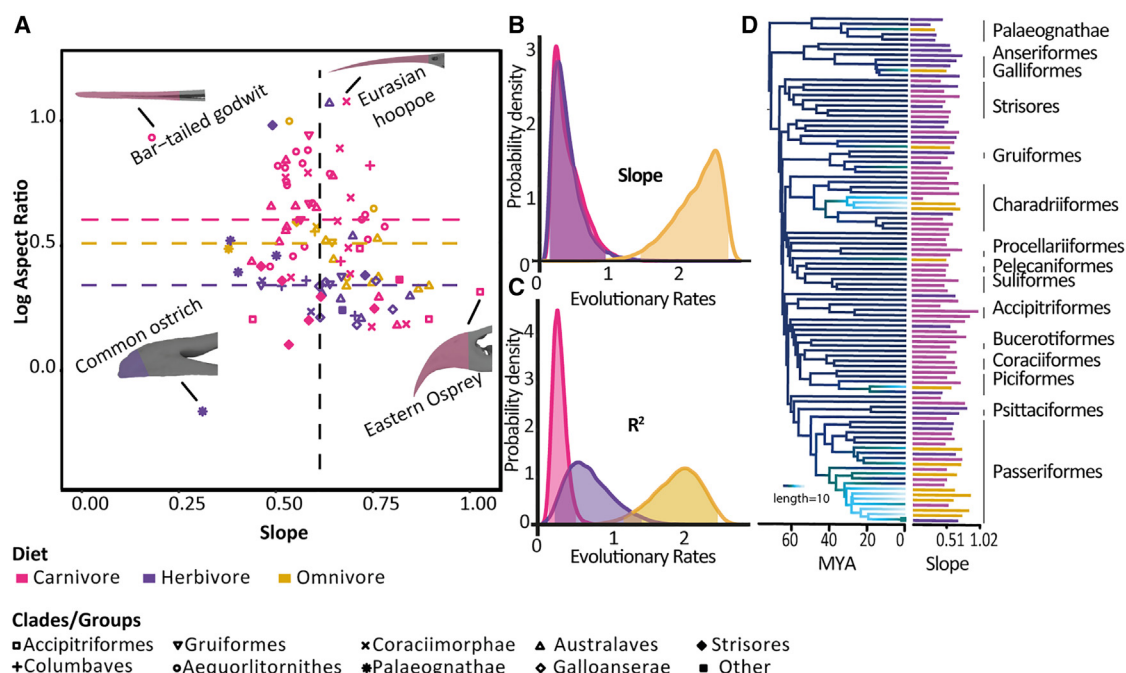 A
Log Aspect Ratio
1.0
0.5
0.0
Bar-tailed godwit
Eurasian
hoopoe
Common ostrich
Eastern Osprey
0.00
0.25
0.50
0.75
1.00
Slope
B
Probability density
3
2
1
0
Slope
0
1
2
Evolutionary Rates
C
Probability density
4
3
2
1
0
R²
0
1
2
Evolutionary Rates
D
Palaeognathae
Anseriformes
Galliformes
Strisores
Gruiformes
Charadriiformes
Procellariiformes
Pelecaniformes
Suliformes
Accipitriformes
Bucerotiformes
Coraciiformes
Piciformes
Psittaciformes
Passeriformes
length=10
60
40
20
0
0.51
1.02
MYA
Slope
Diet
Carnivore
Herbivore
Omnivore
Clades/Groups
Accipitriformes
Gruiformes
Coraciimorphae
Australaves
Strisores
Columbaves
Aequorlitornithes
Palaeognathae
Galloanserae
Other